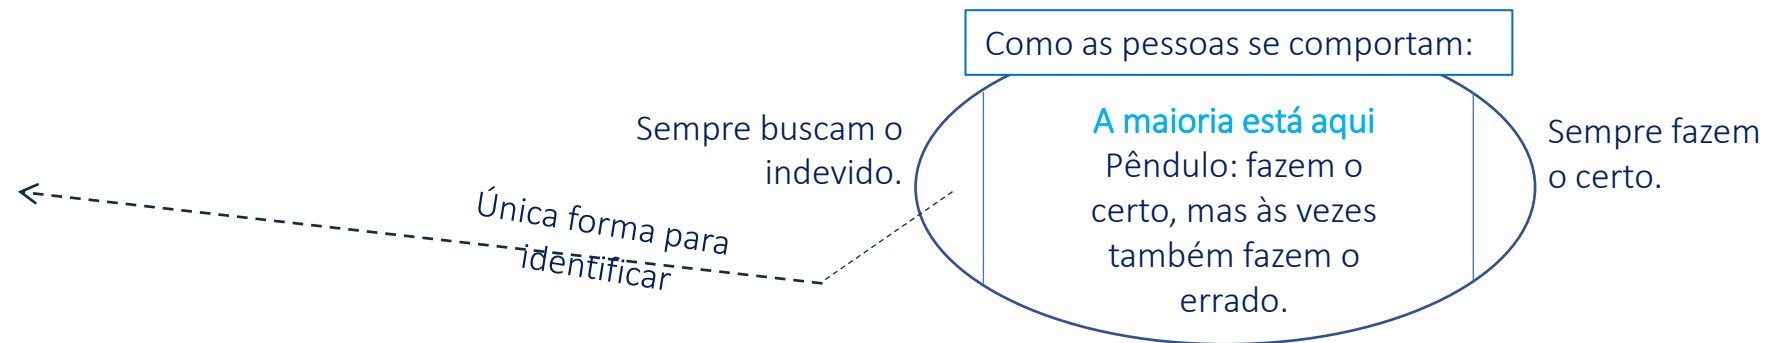 Como as pessoas se comportam:
Sempre buscam o
indevido.
A maioria está aqui
Pêndulo: fazem o
certo, mas às vezes
também fazem o
errado.
Sempre fazem
o certo.
Única forma para
identificar